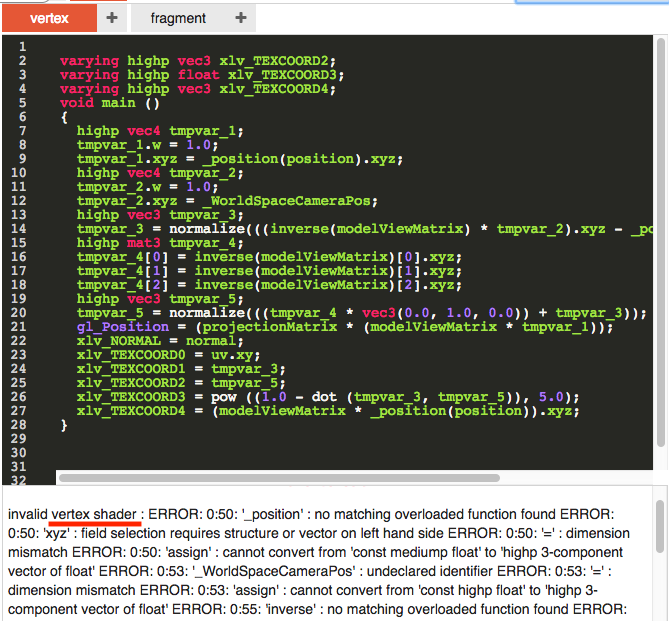 vertex + fragment +
1
2 varying highp vec3 xlv_TEXCOORD2;
3 varying highp float xlv_TEXCOORD3;
4 varying highp vec3 xlv_TEXCOORD4;
5 void main ()
6 {
7 highp vec4 tmpvar_1;
8 tmpvar_1.w = 1.0;
9 tmpvar_1.xyz = _position(position).xyz;
10 highp vec4 tmpvar_2;
11 tmpvar_2.w = 1.0;
12 tmpvar_2.xyz = _WorldSpaceCameraPos;
13 highp vec3 tmpvar_3;
14 tmpvar_3 = normalize(((inverse(modelViewMatrix) * tmpvar_2).xyz - _po
15 highp mat3 tmpvar_4;
16 tmpvar_4[0] = inverse(modelViewMatrix)[0].xyz;
17 tmpvar_4[1] = inverse(modelViewMatrix)[1].xyz;
18 tmpvar_4[2] = inverse(modelViewMatrix)[2].xyz;
19 highp vec3 tmpvar_5;
20 tmpvar_5 = normalize(((tmpvar_4 * vec3(0.0, 1.0, 0.0)) + tmpvar_3));
21 gl_Position = (projectionMatrix * (modelViewMatrix * tmpvar_1));
22 xlv_NORMAL = normal;
23 xlv_TEXCOORD0 = uv.xy;
24 xlv_TEXCOORD1 = tmpvar_3;
25 xlv_TEXCOORD2 = tmpvar_5;
26 xlv_TEXCOORD3 = pow ((1.0 - dot (tmpvar_3, tmpvar_5)), 5.0);
27 xlv_TEXCOORD4 = (modelViewMatrix * _position(position)).xyz;
28 }
29
30
31
32
invalid vertex shader : ERROR: 0:50: '_position' : no matching overloaded function found ERROR:
0:50: 'xyz' : field selection requires structure or vector on left hand side ERROR: 0:50: '=' : dimension
mismatch ERROR: 0:50: 'assign' : cannot convert from 'const mediump float' to 'highp 3-component
vector of float' ERROR: 0:53: '_WorldSpaceCameraPos' : undeclared identifier ERROR: 0:53: '=' :
dimension mismatch ERROR: 0:53: 'assign' : cannot convert from 'const highp float' to 'highp 3-
component vector of float' ERROR: 0:55: 'inverse' : no matching overloaded function found ERROR: